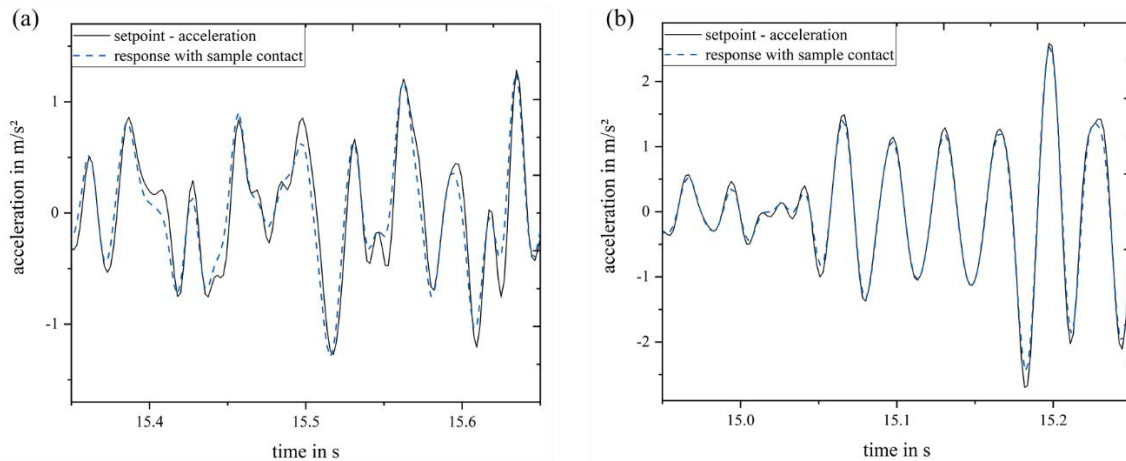 (a)
setpoint - acceleration
response with sample contact
acceleration in m/s²
1
0
-1
15.4
15.5
15.6
time in s
(b)
setpoint - acceleration
response with sample contact
acceleration in m/s²
2
1
0
-1
-2
15.0
15.1
15.2
time in s